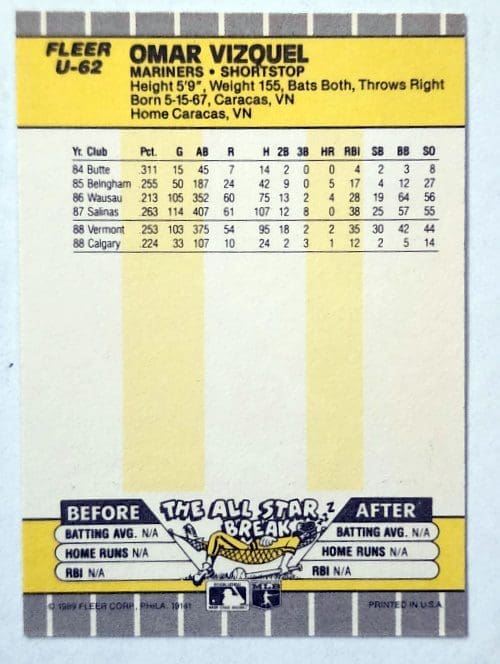 FLEER
U-62
OMAR VIZQUEL
MARINERS • SHORTSTOP
Height 5'9", Weight 155, Bats Both, Throws Right
Born 5-15-67, Caracas, VN
Home Caracas, VN
Yr. Club Pct. G AB R H 2B 3B HR RBI SB BB SO
84 Butte .311 15 45 7 14 2 0 0 4 2 3 8
85 Belngham .255 50 187 24 42 9 0 5 17 4 12 27
86 Wausau .213 105 352 60 75 13 2 4 28 19 64 56
87 Salinas .263 114 407 61 107 12 8 0 38 25 57 55
88 Vermont .253 103 375 54 95 18 2 2 35 30 42 44
88 Calgary .224 33 107 10 24 2 3 1 12 2 5 14
BEFORE THE ALL STAR BREAK AFTER
BATTING AVG. N/A BATTING AVG. N/A
HOME RUNS N/A HOME RUNS N/A
RBI N/A RBI N/A
MLB
© 1989 FLEER CORP., PHILA. 19141 PRINTED IN U.S.A.